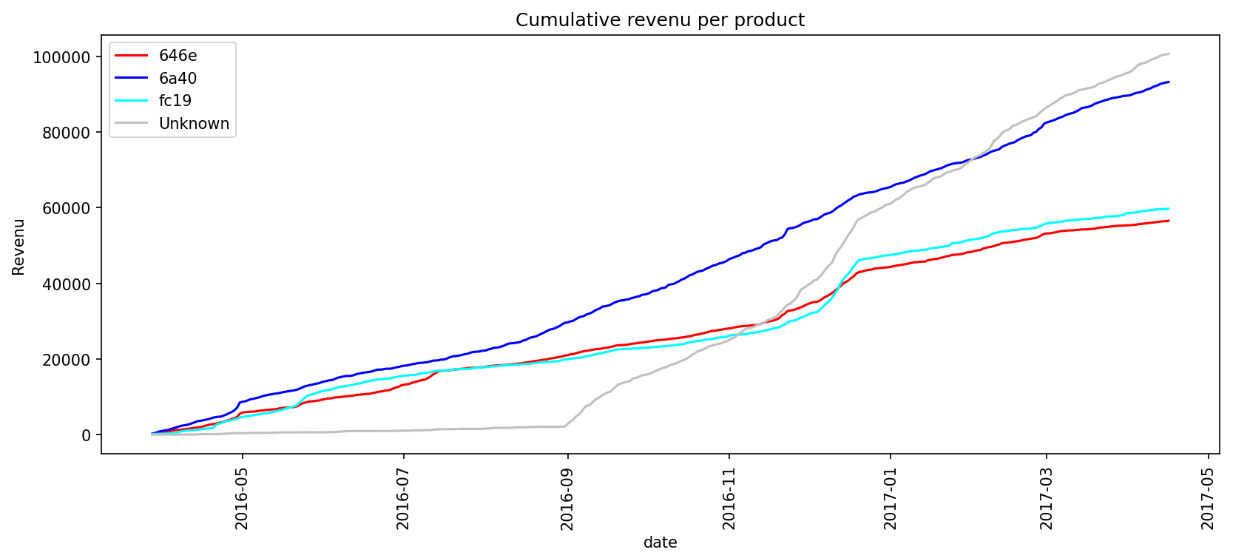 Cumulative revenu per product
646e
6a40
fc19
Unknown
Revenu
100000
80000
60000
40000
20000
0
2016-05
2016-07
2016-09
2016-11
2017-01
2017-03
2017-05
date